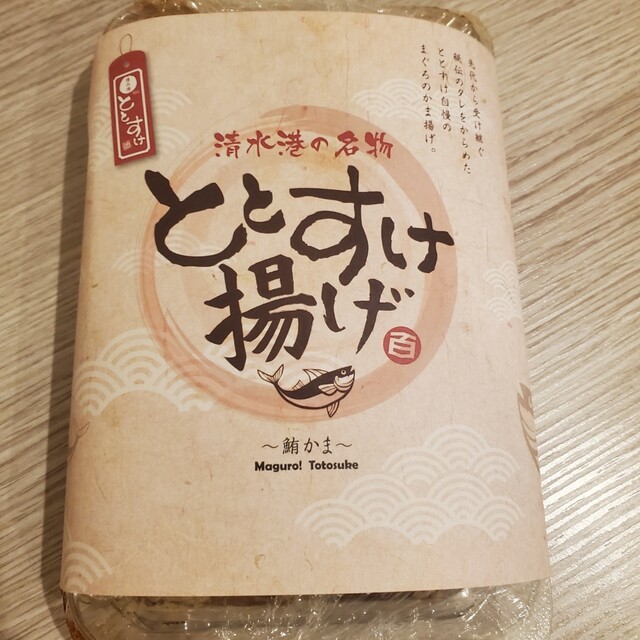 先代から受け継ぐ
秘伝のタレをからめた
ととすけ自慢の
まぐろのかま揚げ。
ととすけ
清水港の名物
ととすけ
揚げ
百
~鮪かま~
Maguro! Totosuke